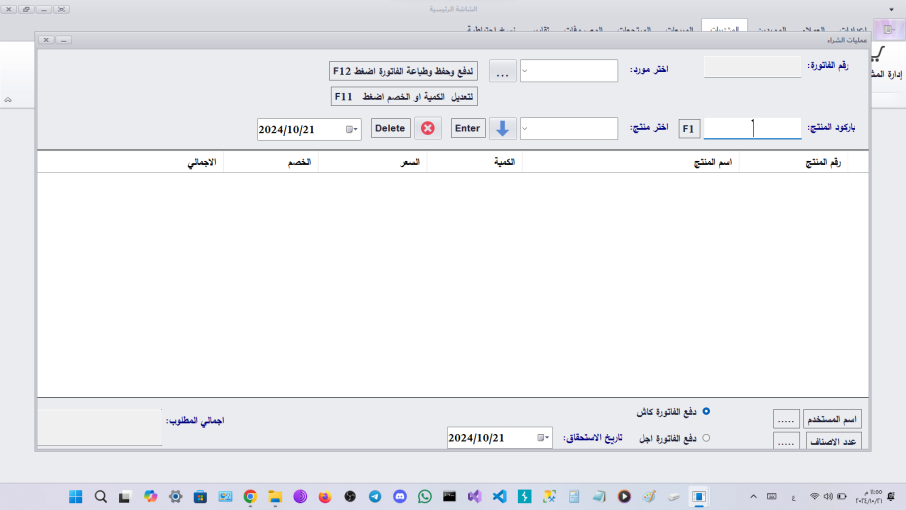 الشاشة الرئيسية
عمليات الشراء
إدارة المش
رقم الفاتورة:
اختر مورد:
...
لدفع وحفظ وطباعة الفاتورة اضغط F12
لتعديل الكمية او الخصم اضغط F11
باركود المنتج:
F1
اختر منتج:
Enter
Delete
2024/10/21
رقم المنتج
اسم المنتج
الكمية
السعر
الخصم
الاجمالي
دفع الفاتورة كاش
اجمالي المطلوب:
اسم المستخدم
.....
دفع الفاتورة اجل
تاريخ الاستحقاق:
2024/10/21
عدد الاصناف
.....